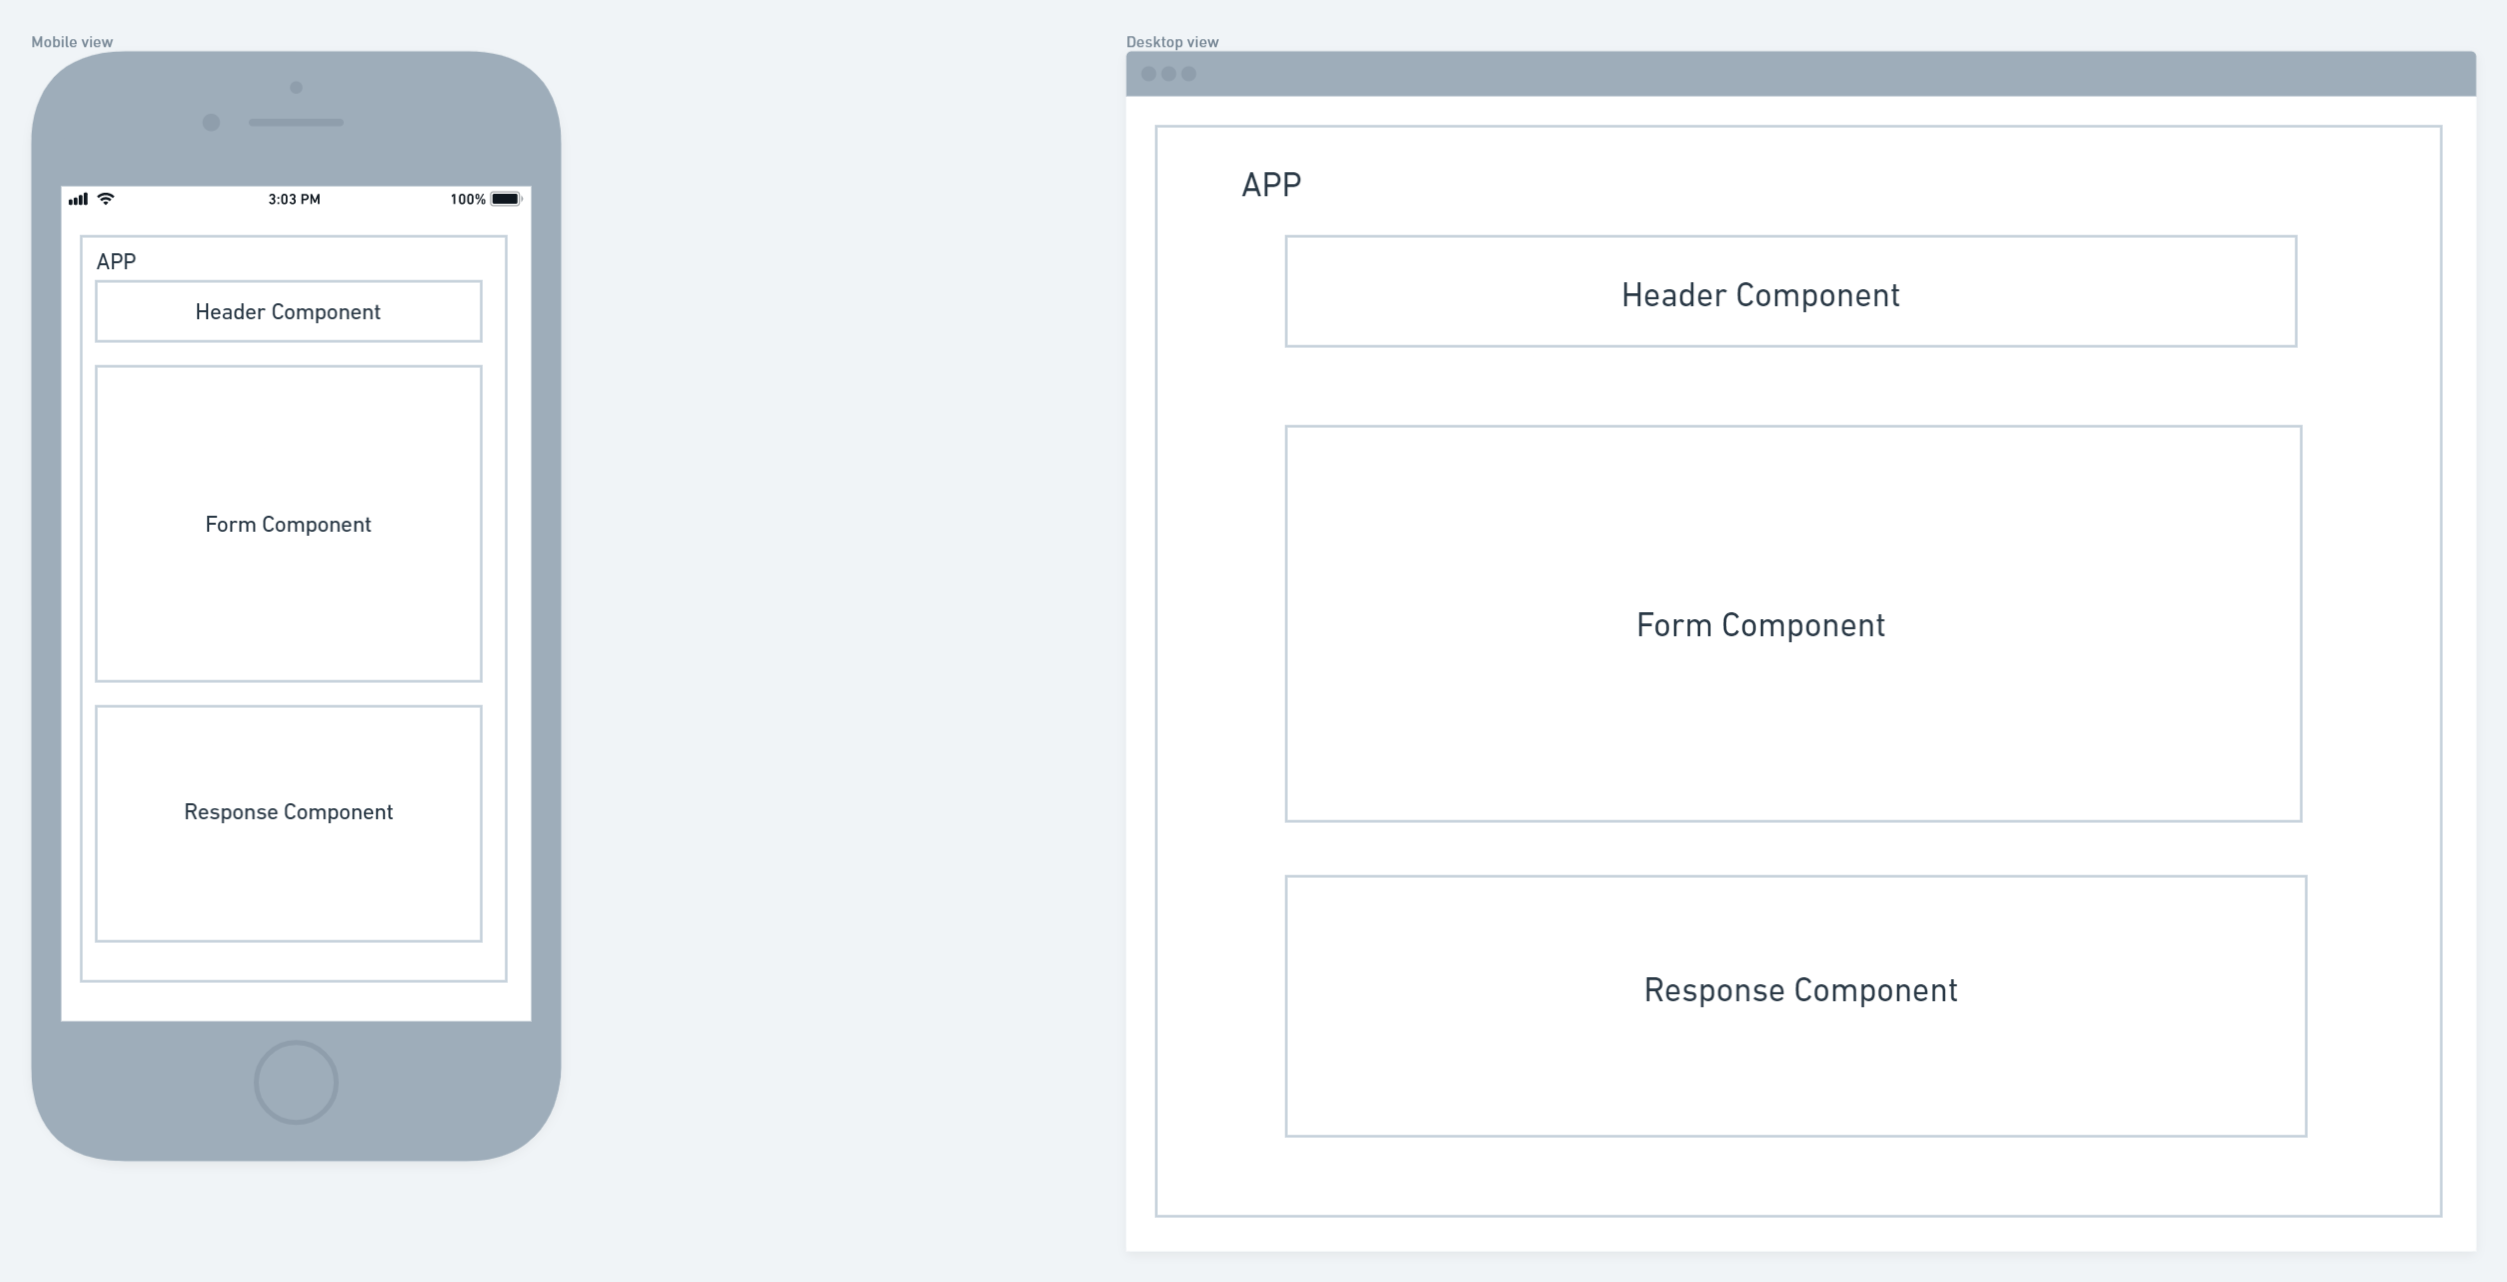 Mobile view
3:03 PM
100%
APP
Header Component
Form Component
Response Component
Desktop view
APP
Header Component
Form Component
Response Component